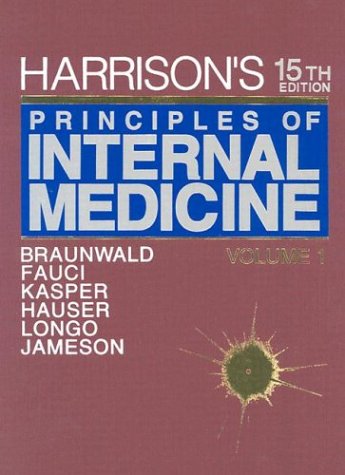 HARRISON'S 15TH
EDITION
PRINCIPLES OF
INTERNAL
MEDICINE
VOLUME 1
BRAUNWALD
FAUCI
KASPER
HAUSER
LONGO
JAMESON